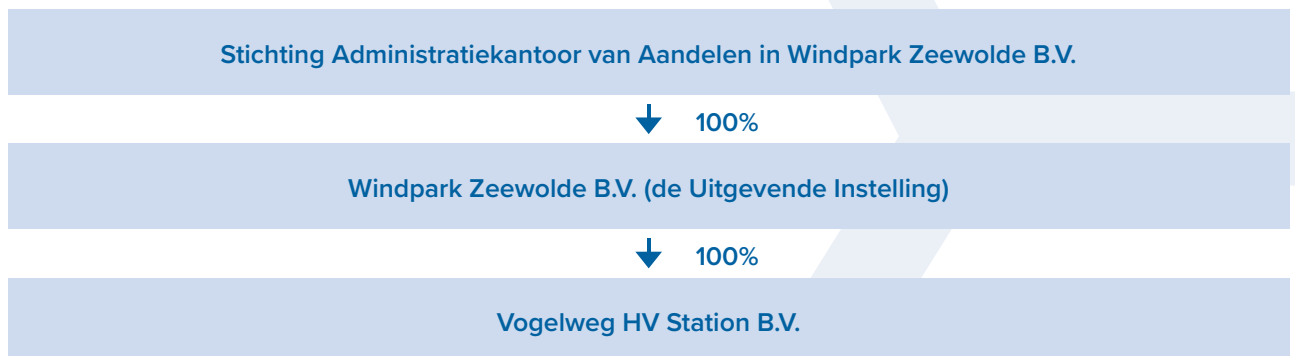 Stichting Administratiekantoor van Aandelen in Windpark Zeewolde B.V.
100%
Windpark Zeewolde B.V. (de Uitgevende Instelling)
100%
Vogelweg HV Station B.V.